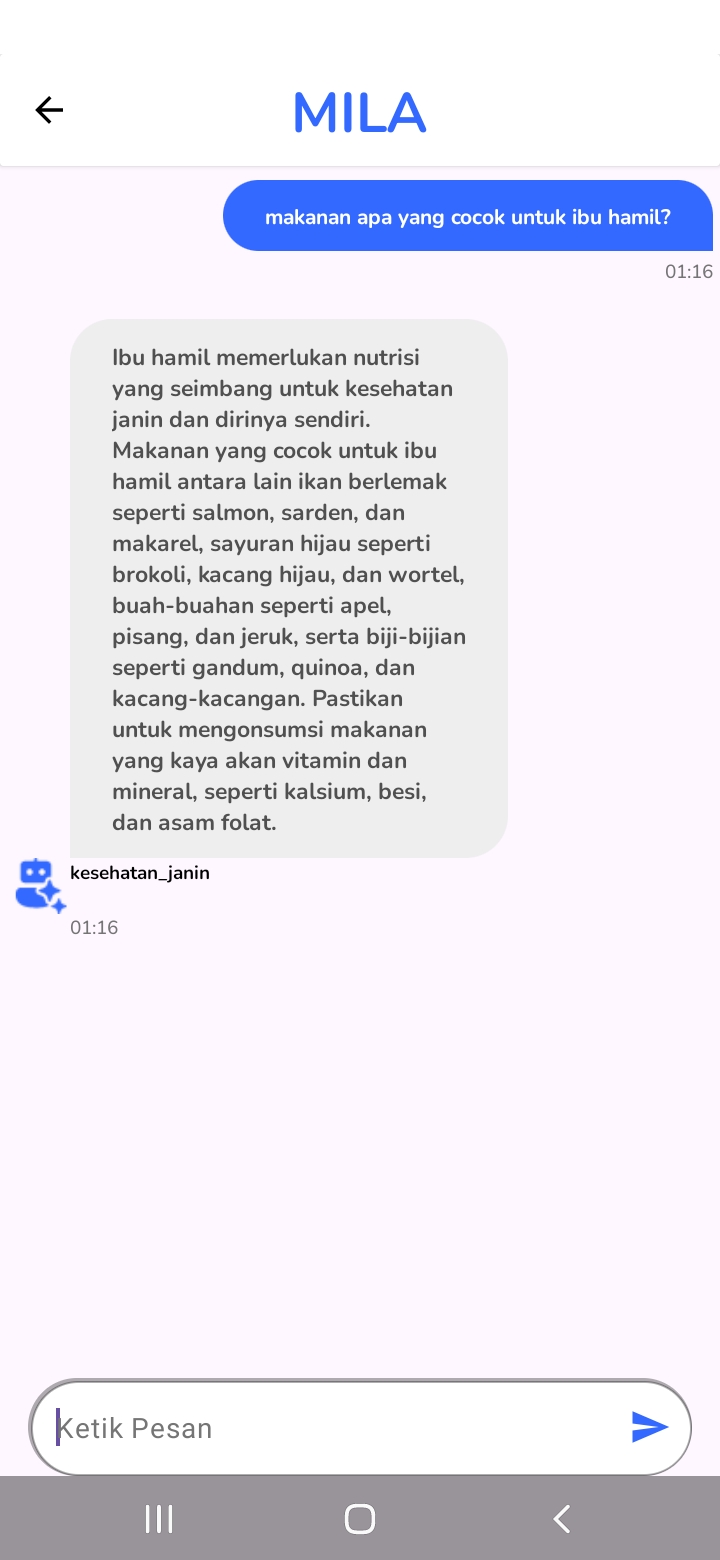 MILA
makanan apa yang cocok untuk ibu hamil?
01:16
Ibu hamil memerlukan nutrisi
yang seimbang untuk kesehatan
janin dan dirinya sendiri.
Makanan yang cocok untuk ibu
hamil antara lain ikan berlemak
seperti salmon, sarden, dan
makarel, sayuran hijau seperti
brokoli, kacang hijau, dan wortel,
buah-buahan seperti apel,
pisang, dan jeruk, serta biji-bijian
seperti gandum, quinoa, dan
kacang-kacangan. Pastikan
untuk mengonsumsi makanan
yang kaya akan vitamin dan
mineral, seperti kalsium, besi,
dan asam folat.
kesehatan_janin
01:16
Ketik Pesan